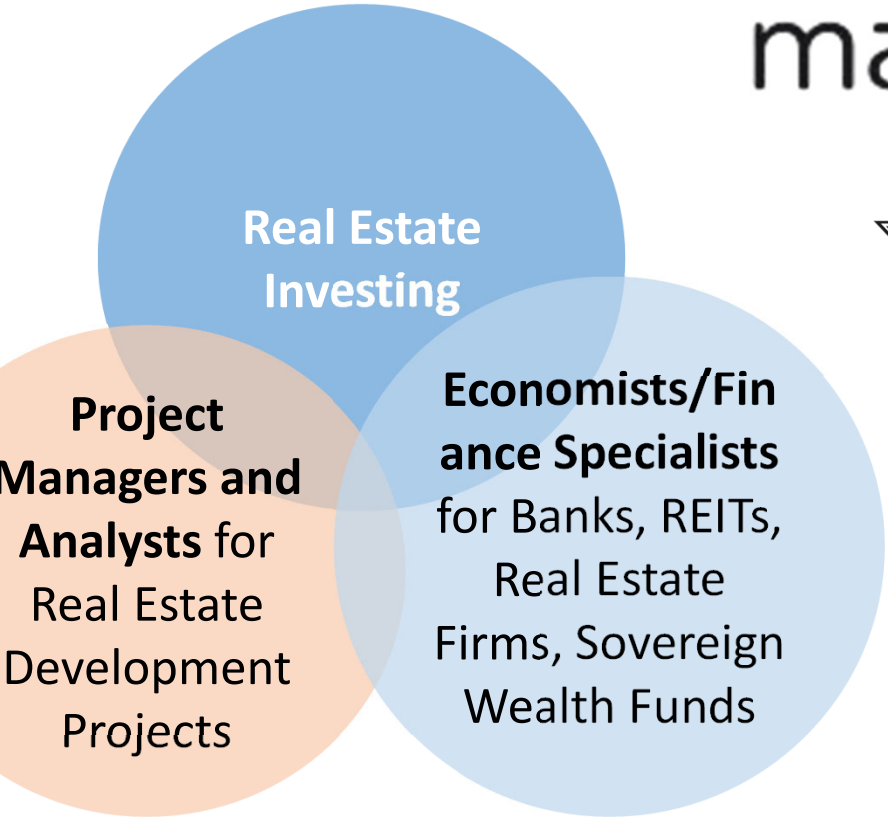 ma
Real Estate
Investing
Project
Managers and
Analysts for
Real Estate
Development
Projects
Economists/Fin
ance Specialists
for Banks, REITs,
Real Estate
Firms, Sovereign
Wealth Funds